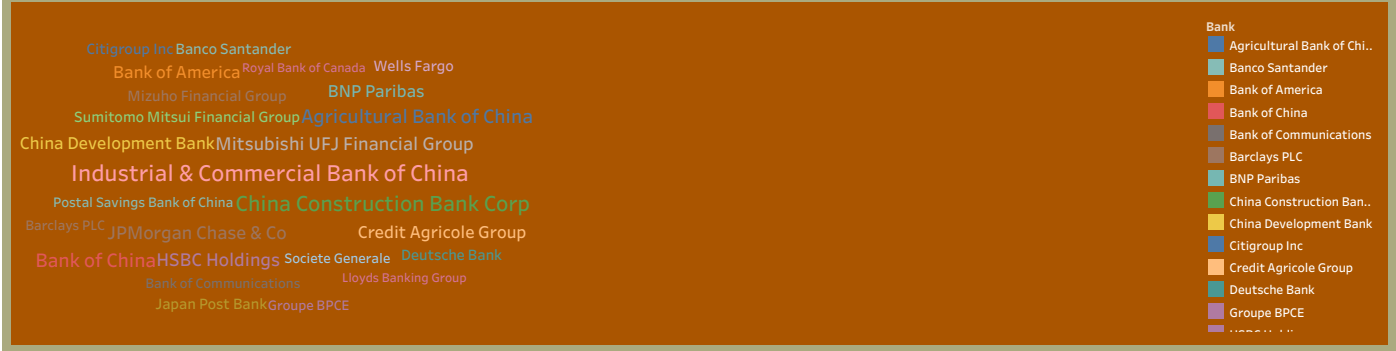 Citigroup Inc Banco Santander
Bank of America Royal Bank of Canada Wells Fargo
Mizuho Financial Group BNP Paribas
Sumitomo Mitsui Financial Group Agricultural Bank of China
China Development Bank Mitsubishi UFJ Financial Group
Industrial & Commercial Bank of China
Postal Savings Bank of China China Construction Bank Corp
Barclays PLC JPMorgan Chase & Co Credit Agricole Group
Bank of China HSBC Holdings Societe Generale Deutsche Bank
Bank of Communications Lloyds Banking Group
Japan Post Bank Groupe BPCE
Bank
Agricultural Bank of Chi..
Banco Santander
Bank of America
Bank of China
Bank of Communications
Barclays PLC
BNP Paribas
China Construction Ban..
China Development Bank
Citigroup Inc
Credit Agricole Group
Deutsche Bank
Groupe BPCE